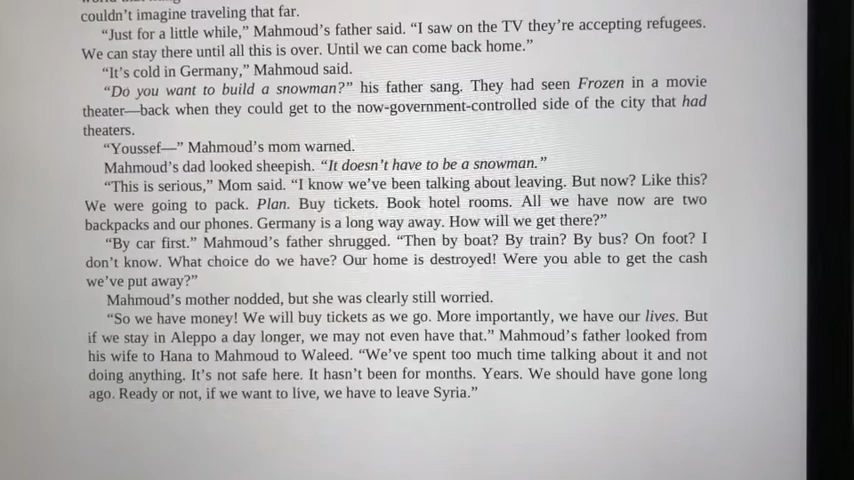 couldn't imagine traveling that far.
“Just for a little while,” Mahmoud's father said. “I saw on the TV they're accepting refugees.
We can stay there until all this is over. Until we can come back home.”
“It's cold in Germany,” Mahmoud said.
“Do you want to build a snowman?” his father sang. They had seen Frozen in a movie
theater—back when they could get to the now-government-controlled side of the city that had
theaters.
“Youssef—” Mahmoud's mom warned.
Mahmoud's dad looked sheepish. “It doesn't have to be a snowman.”
“This is serious,” Mom said. “I know we've been talking about leaving. But now? Like this?
We were going to pack. Plan. Buy tickets. Book hotel rooms. All we have now are two
backpacks and our phones. Germany is a long way away. How will we get there?”
“By car first.” Mahmoud's father shrugged. “Then by boat? By train? By bus? On foot? I
don't know. What choice do we have? Our home is destroyed! Were you able to get the cash
we've put away?”
Mahmoud's mother nodded, but she was clearly still worried.
“So we have money! We will buy tickets as we go. More importantly, we have our lives. But
if we stay in Aleppo a day longer, we may not even have that.” Mahmoud's father looked from
his wife to Hana to Mahmoud to Waleed. “We've spent too much time talking about it and not
doing anything. It's not safe here. It hasn't been for months. Years. We should have gone long
ago. Ready or not, if we want to live, we have to leave Syria.”